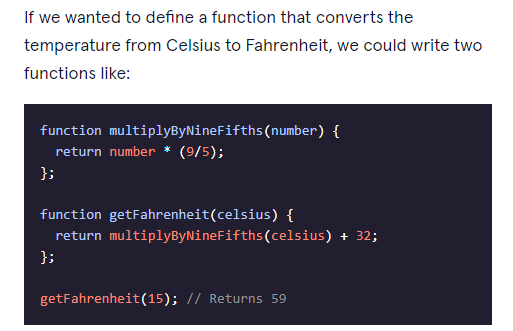 If we wanted to define a function that converts the
temperature from Celsius to Fahrenheit, we could write two
functions like:
function multiplyByNineFifths(number) {
  return number * (9/5);
};
function getFahrenheit(celsius) {
  return multiplyByNineFifths(celsius) + 32;
};
getFahrenheit(15); // Returns 59